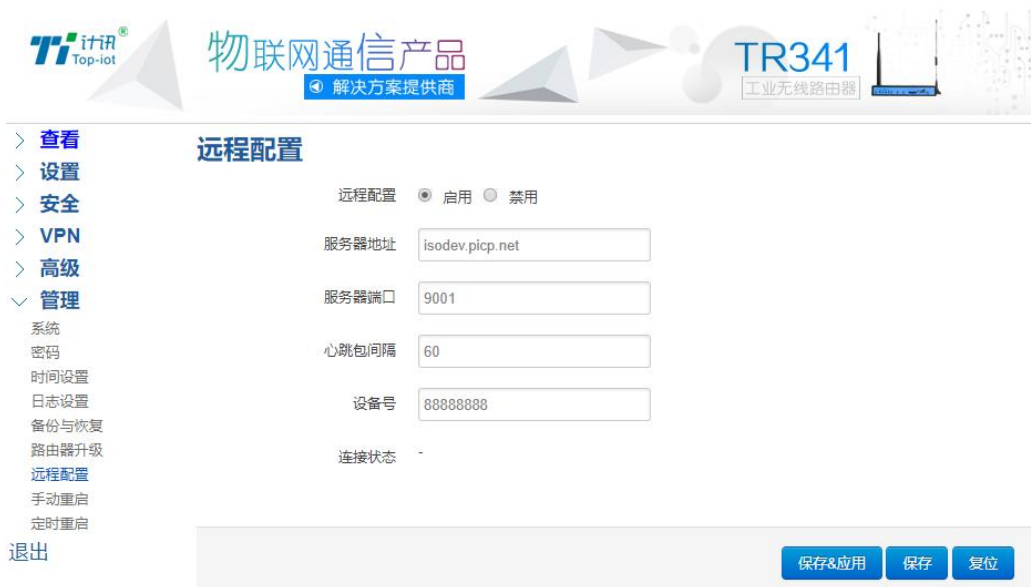 计讯®
Top-iot
物联网通信产品
解决方案提供商
TR341
工业无线路由器
查看
设置
安全
VPN
高级
管理
系统
密码
时间设置
日志设置
备份与恢复
路由器升级
远程配置
手动重启
定时重启
退出
远程配置
远程配置 启用 禁用
服务器地址 isodev.picp.net
服务器端口 9001
心跳包间隔 60
设备号 88888888
连接状态 -
保存&应用 保存 复位